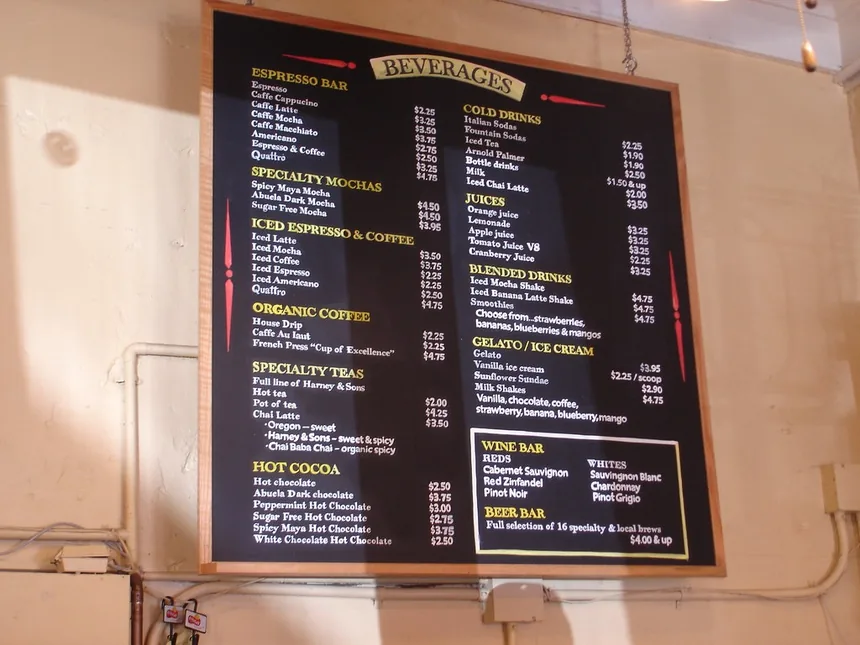 BEVERAGES
ESPRESSO BAR
Espresso $2.25
Caffe Cappucino $3.25
Caffe Latte $3.50
Caffe Mocha $3.75
Caffe Macchiato $2.75
Americano $2.50
Espresso & Coffee $3.25
Quattro $4.75
SPECIALTY MOCHAS
Spicy Maya Mocha $4.50
Abuela Dark Mocha $4.50
Sugar Free Mocha $3.95
ICED ESPRESSO & COFFEE
Iced Latte $3.50
Iced Mocha $3.75
Iced Coffee $2.25
Iced Espresso $2.25
Iced Americano $2.50
Quattro $4.75
ORGANIC COFFEE
House Drip $2.25
Caffe Au laut $2.25
French Press "Cup of Excellence" $4.75
SPECIALTY TEAS
Full line of Harney & Sons
Hot tea $2.00
Pot of tea $4.25
Chai Latte $3.50
·Oregon – sweet
·Harney & Sons – sweet & spicy
·Chai Baba Chai – organic spicy
HOT COCOA
Hot chocolate $2.50
Abuela Dark chocolate $3.75
Peppermint Hot Chocolate $3.00
Sugar Free Hot Chocolate $2.75
Spicy Maya Hot Chocolate $3.75
White Chocolate Hot Chocolate $2.50
COLD DRINKS
Italian Sodas $2.25
Fountain Sodas $1.90
Iced Tea $1.90
Arnold Palmer $2.50
Bottle drinks $1.50 & up
Milk $2.00
Iced Chai Latte $3.50
JUICES
Orange juice $3.25
Lemonade $3.25
Apple juice $3.25
Tomato Juice V8 $2.25
Cranberry Juice $3.25
BLENDED DRINKS
Iced Mocha Shake $4.75
Iced Banana Latte Shake $4.75
Smoothies $4.75
Choose from...strawberries,
bananas, blueberries & mangos
GELATO / ICE CREAM
Gelato $3.95
Vanilla ice cream $2.25 / scoop
Sunflower Sundae $2.90
Milk Shakes $4.75
Vanilla, chocolate, coffee,
strawberry, banana, blueberry, mango
WINE BAR
REDS
Cabernet Sauvignon
Red Zinfandel
Pinot Noir
WHITES
Sauvingnon Blanc
Chardonnay
Pinot Grigio
BEER BAR
Full selection of 16 specialty & local brews
$4.00 & up